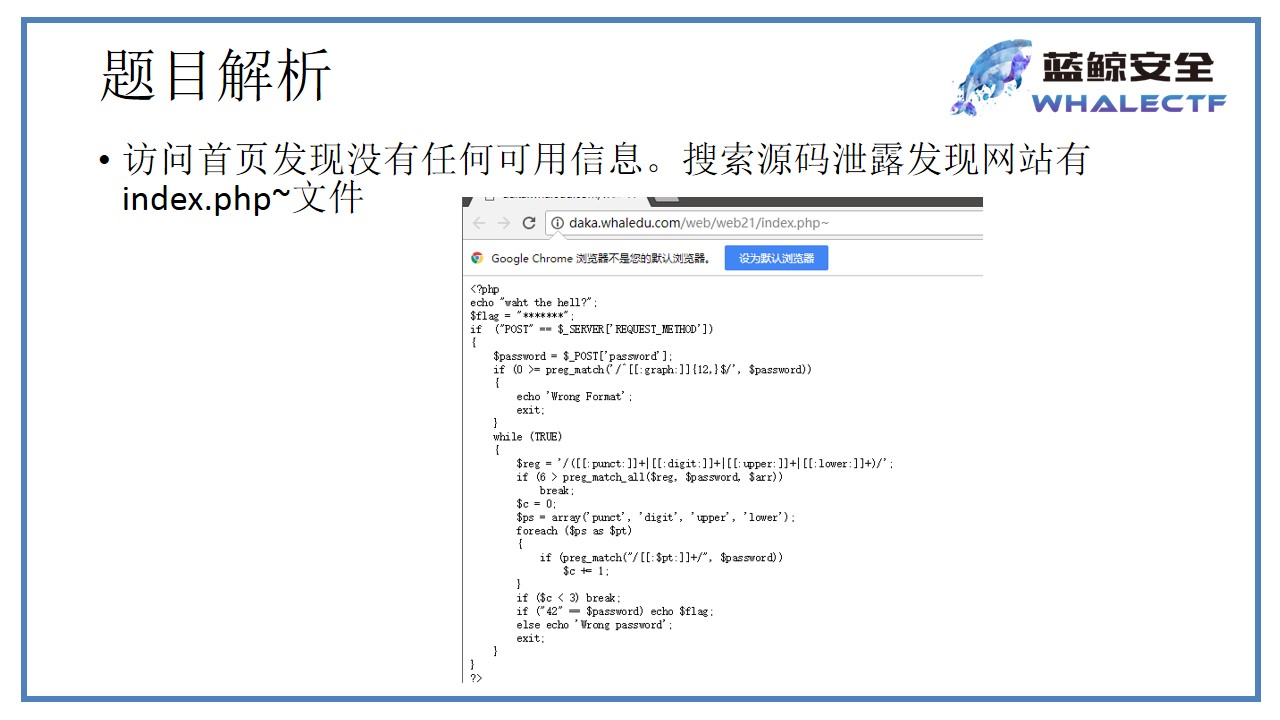 题目解析
蓝鲸安全
WHALECTF
• 访问首页发现没有任何可用信息。搜索源码泄露发现网站有
index.php~文件
daka.whaledu.com/web/web21/index.php~
Google Chrome 浏览器不是您的默认浏览器。 设为默认浏览器
<?php
echo "waht the hell?";
$flag = "*******";
if ("POST" == $_SERVER['REQUEST_METHOD'])
{
$password = $_POST['password'];
if (0 >= preg_match('/^[[:graph:]]{12,}$/', $password))
{
echo 'Wrong Format';
exit;
}
while (TRUE)
{
$reg = '/([[:punct:]]+|[[:digit:]]+|[[:upper:]]+|[[:lower:]]+)/';
if (6 > preg_match_all($reg, $password, $arr))
break;
$c = 0;
$ps = array('punct', 'digit', 'upper', 'lower');
foreach ($ps as $pt)
{
if (preg_match("/[[:$pt:]]+/", $password))
$c += 1;
}
if ($c < 3) break;
if ("42" == $password) echo $flag;
else echo 'Wrong password';
exit;
}
}
?>